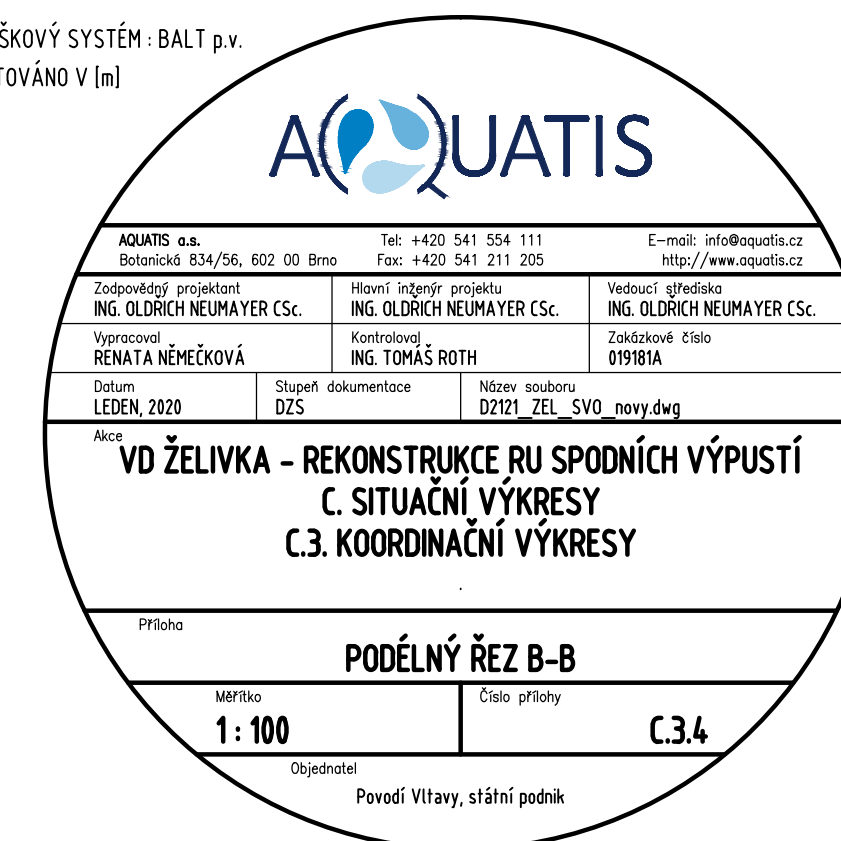 ŠKOVÝ SYSTÉM : BALT p.v.
TOVÁNO V [m]
AQUATIS
AQUATIS a.s.
Botanická 834/56, 602 00 Brno
Tel: +420 541 554 111
Fax: +420 541 211 205
E-mail: info@aquatis.cz
http://www.aquatis.cz
Zodpovědný projektant
ING. OLDŘICH NEUMAYER CSc.
Hlavní inženýr projektu
ING. OLDŘICH NEUMAYER CSc.
Vedoucí střediska
ING. OLDŘICH NEUMAYER CSc.
Vypracoval
RENATA NĚMEČKOVÁ
Kontroloval
ING. TOMÁŠ ROTH
Zakázkové číslo
019181A
Datum
LEDEN, 2020
Stupeň dokumentace
DZS
Název souboru
D2121_ZEL_SVO_novy.dwg
Akce
VD ŽELIVKA - REKONSTRUKCE RU SPODNÍCH VÝPUSTÍ
C. SITUAČNÍ VÝKRESY
C.3. KOORDINAČNÍ VÝKRESY
.
Příloha
PODÉLNÝ ŘEZ B-B
Měřítko
1 : 100
Číslo přílohy
C.3.4
Objednatel
Povodí Vltavy, státní podnik